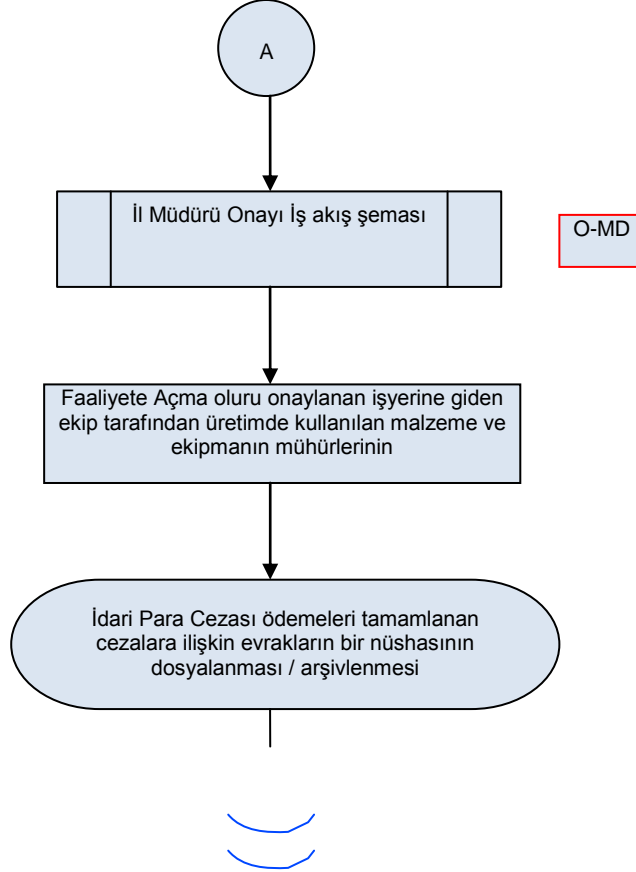 A
İl Müdürü Onayı İş akış şeması
O-MD
Faaliyete Açma oluru onaylanan işyerine giden
ekip tarafından üretimde kullanılan malzeme ve
ekipmanın mühürlerinin
İdari Para Cezası ödemeleri tamamlanan
cezalara ilişkin evrakların bir nüshasının
dosyalanması / arşivlenmesi